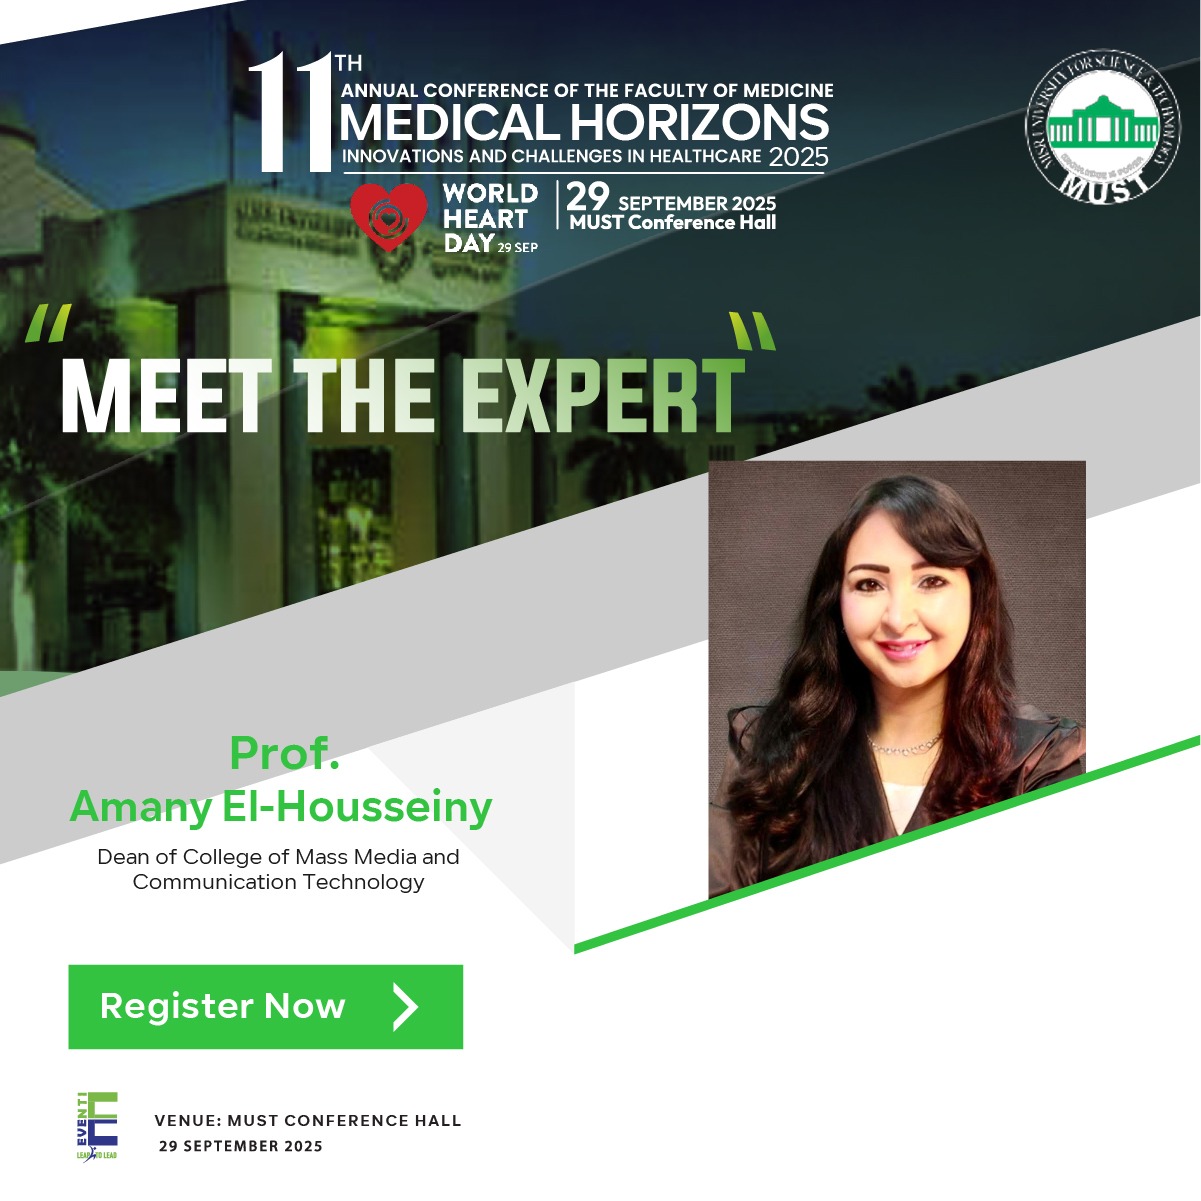 11TH
ANNUAL CONFERENCE OF THE FACULTY OF MEDICINE
MEDICAL HORIZONS
INNOVATIONS AND CHALLENGES IN HEALTHCARE 2025
WORLD
HEART
DAY 29 SEP
29 SEPTEMBER 2025
MUST Conference Hall
MISR UNIVERSITY FOR SCIENCE & TECHNOLOGY
KNOWLEDGE IS POWER
MUST
"MEET THE EXPERT"
Prof.
Amany El-Housseiny
Dean of College of Mass Media and
Communication Technology
Register Now
EVENTI
LEAP TO LEAD
VENUE: MUST CONFERENCE HALL
29 SEPTEMBER 2025